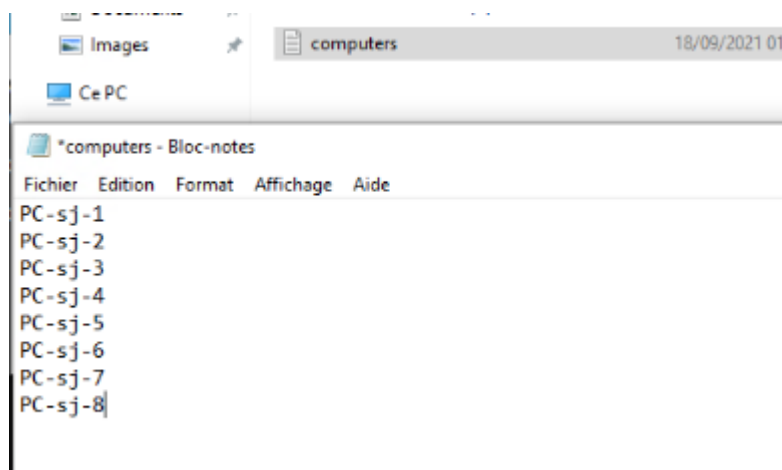 Images
computers 18/09/2021 01
Ce PC
*computers - Bloc-notes
Fichier Edition Format Affichage Aide
PC-sj-1
PC-sj-2
PC-sj-3
PC-sj-4
PC-sj-5
PC-sj-6
PC-sj-7
PC-sj-8